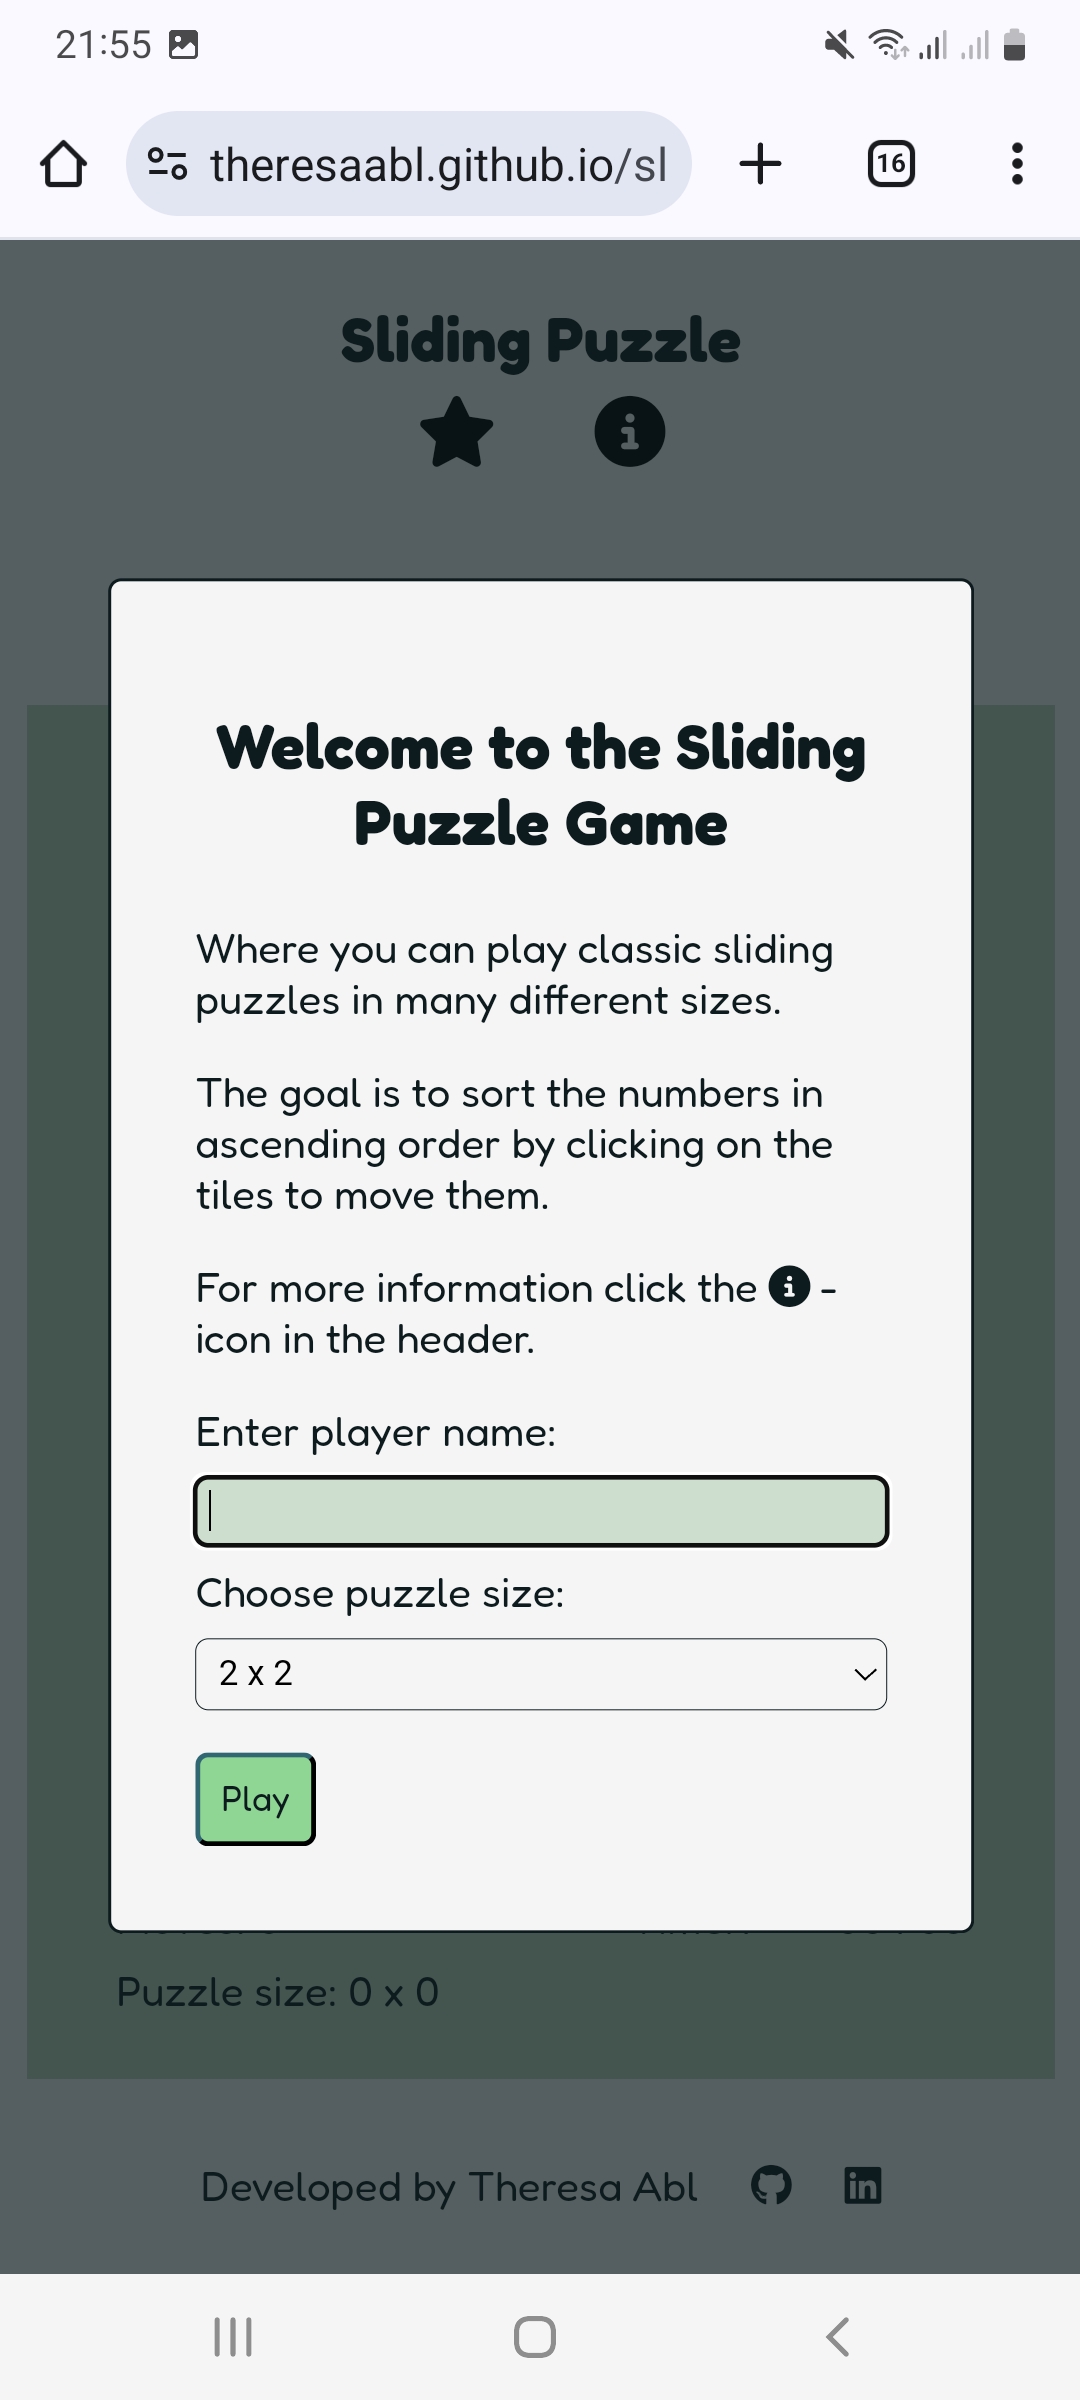 21:55
theresaabl.github.io/sl
16
Sliding Puzzle
Welcome to the Sliding
Puzzle Game
Where you can play classic sliding
puzzles in many different sizes.
The goal is to sort the numbers in
ascending order by clicking on the
tiles to move them.
For more information click the i -
icon in the header.
Enter player name:
Choose puzzle size:
2 x 2
Play
Puzzle size: 0 x 0
Developed by Theresa Abl